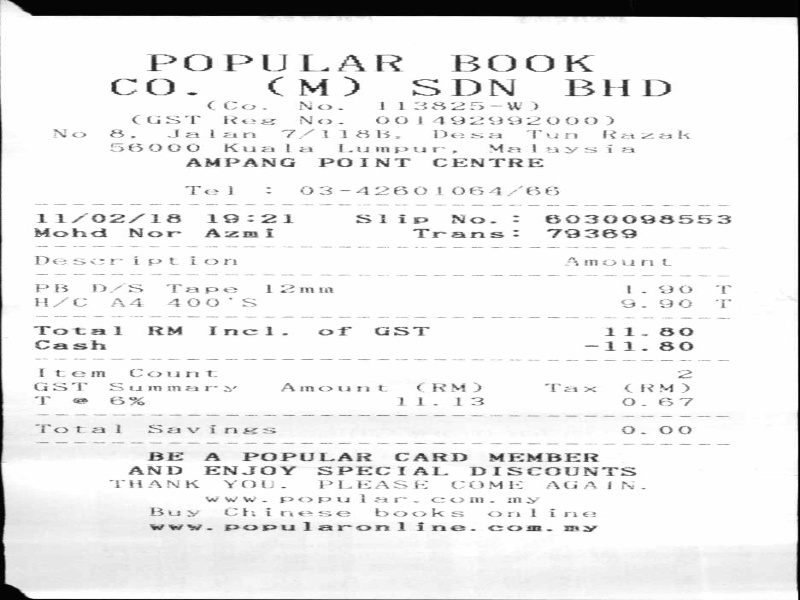 POPULAR BOOK
CO. (M) SDN BHD
(Co. No. 113825-W)
(GST Reg No. 001492992000)
No 8, Jalan 7/118B, Desa Tun Razak
56000 Kuala Lumpur, Malaysia
AMPANG POINT CENTRE
Tel : 03-42601064/66
11/02/18 19:21 Slip No.: 6030098553
Mohd Nor Azmi Trans: 79369
Description Amount
PB D/S Tape 12mm 1.90 T
H/C A4 400'S 9.90 T
Total RM Incl. of GST 11.80
Cash -11.80
Item Count 2
GST Summary Amount (RM) Tax (RM)
T @ 6% 11.13 0.67
Total Savings 0.00
BE A POPULAR CARD MEMBER
AND ENJOY SPECIAL DISCOUNTS
THANK YOU. PLEASE COME AGAIN.
www.popular.com.my
Buy Chinese books online
www.popularonline.com.my